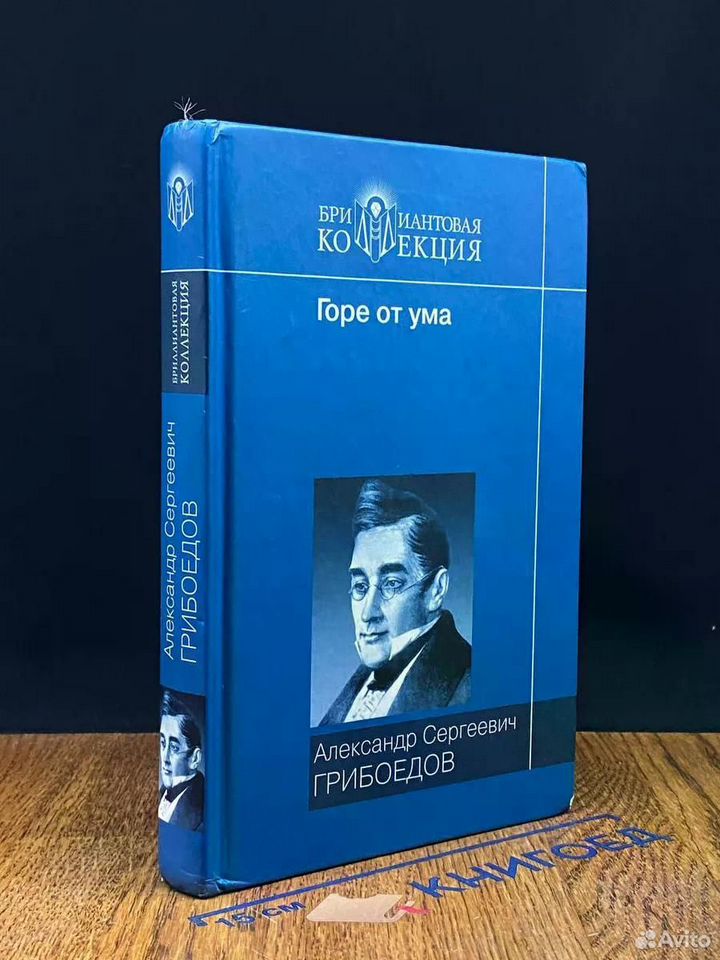 БРИЛЛИАНТОВАЯ
КОЛЛЕКЦИЯ
Горе от ума
Александр Сергеевич
ГРИБОЕДОВ
БРИЛЛИАНТОВАЯ
КОЛЛЕКЦИЯ
Александр Сергеевич
ГРИБОЕДОВ
15 СМ
КНИГОЕД
Avito